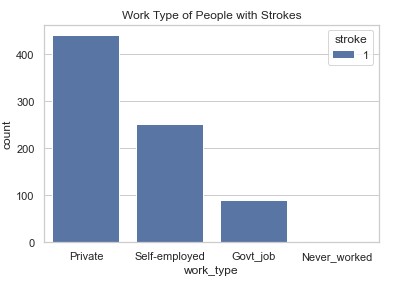 Work Type of People with Strokes
stroke
1
400
300
200
100
0
count
Private
Self-employed
Govt_job
Never_worked
work_type